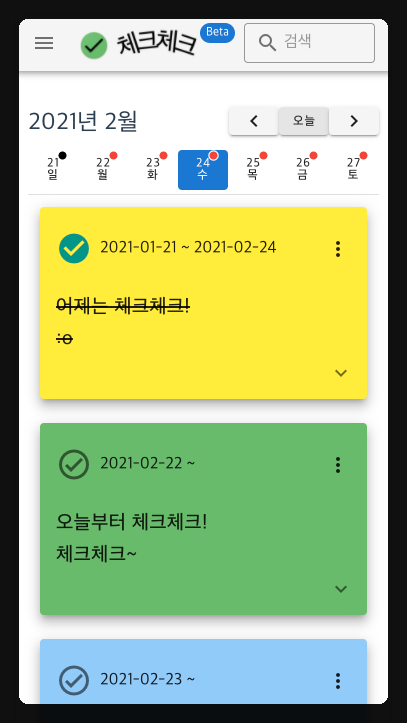 체크체크
Beta
검색
2021년 2월
오늘
21 22 23 24 25 26 27
일 월 화 수 목 금 토
2021-01-21 ~ 2021-02-24
어제는 체크체크!
:o
2021-02-22 ~
오늘부터 체크체크!
체크체크~
2021-02-23 ~